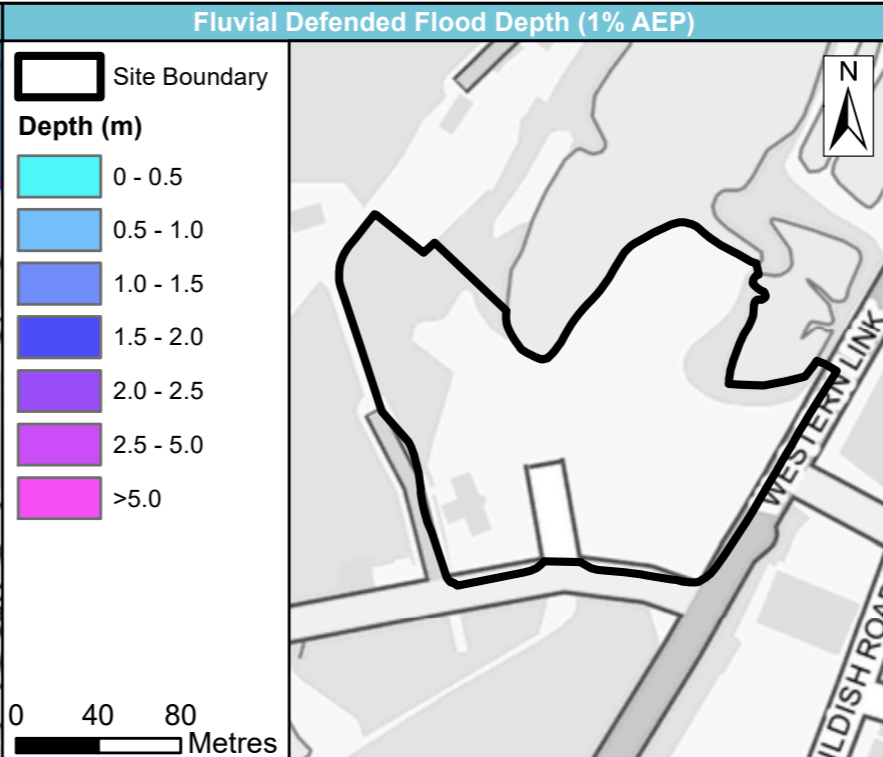 Fluvial Defended Flood Depth (1% AEP)
Site Boundary
Depth (m)
0 - 0.5
0.5 - 1.0
1.0 - 1.5
1.5 - 2.0
2.0 - 2.5
2.5 - 5.0
>5.0
0 40 80
Metres
N
WESTERN LINK
ILDISH ROA